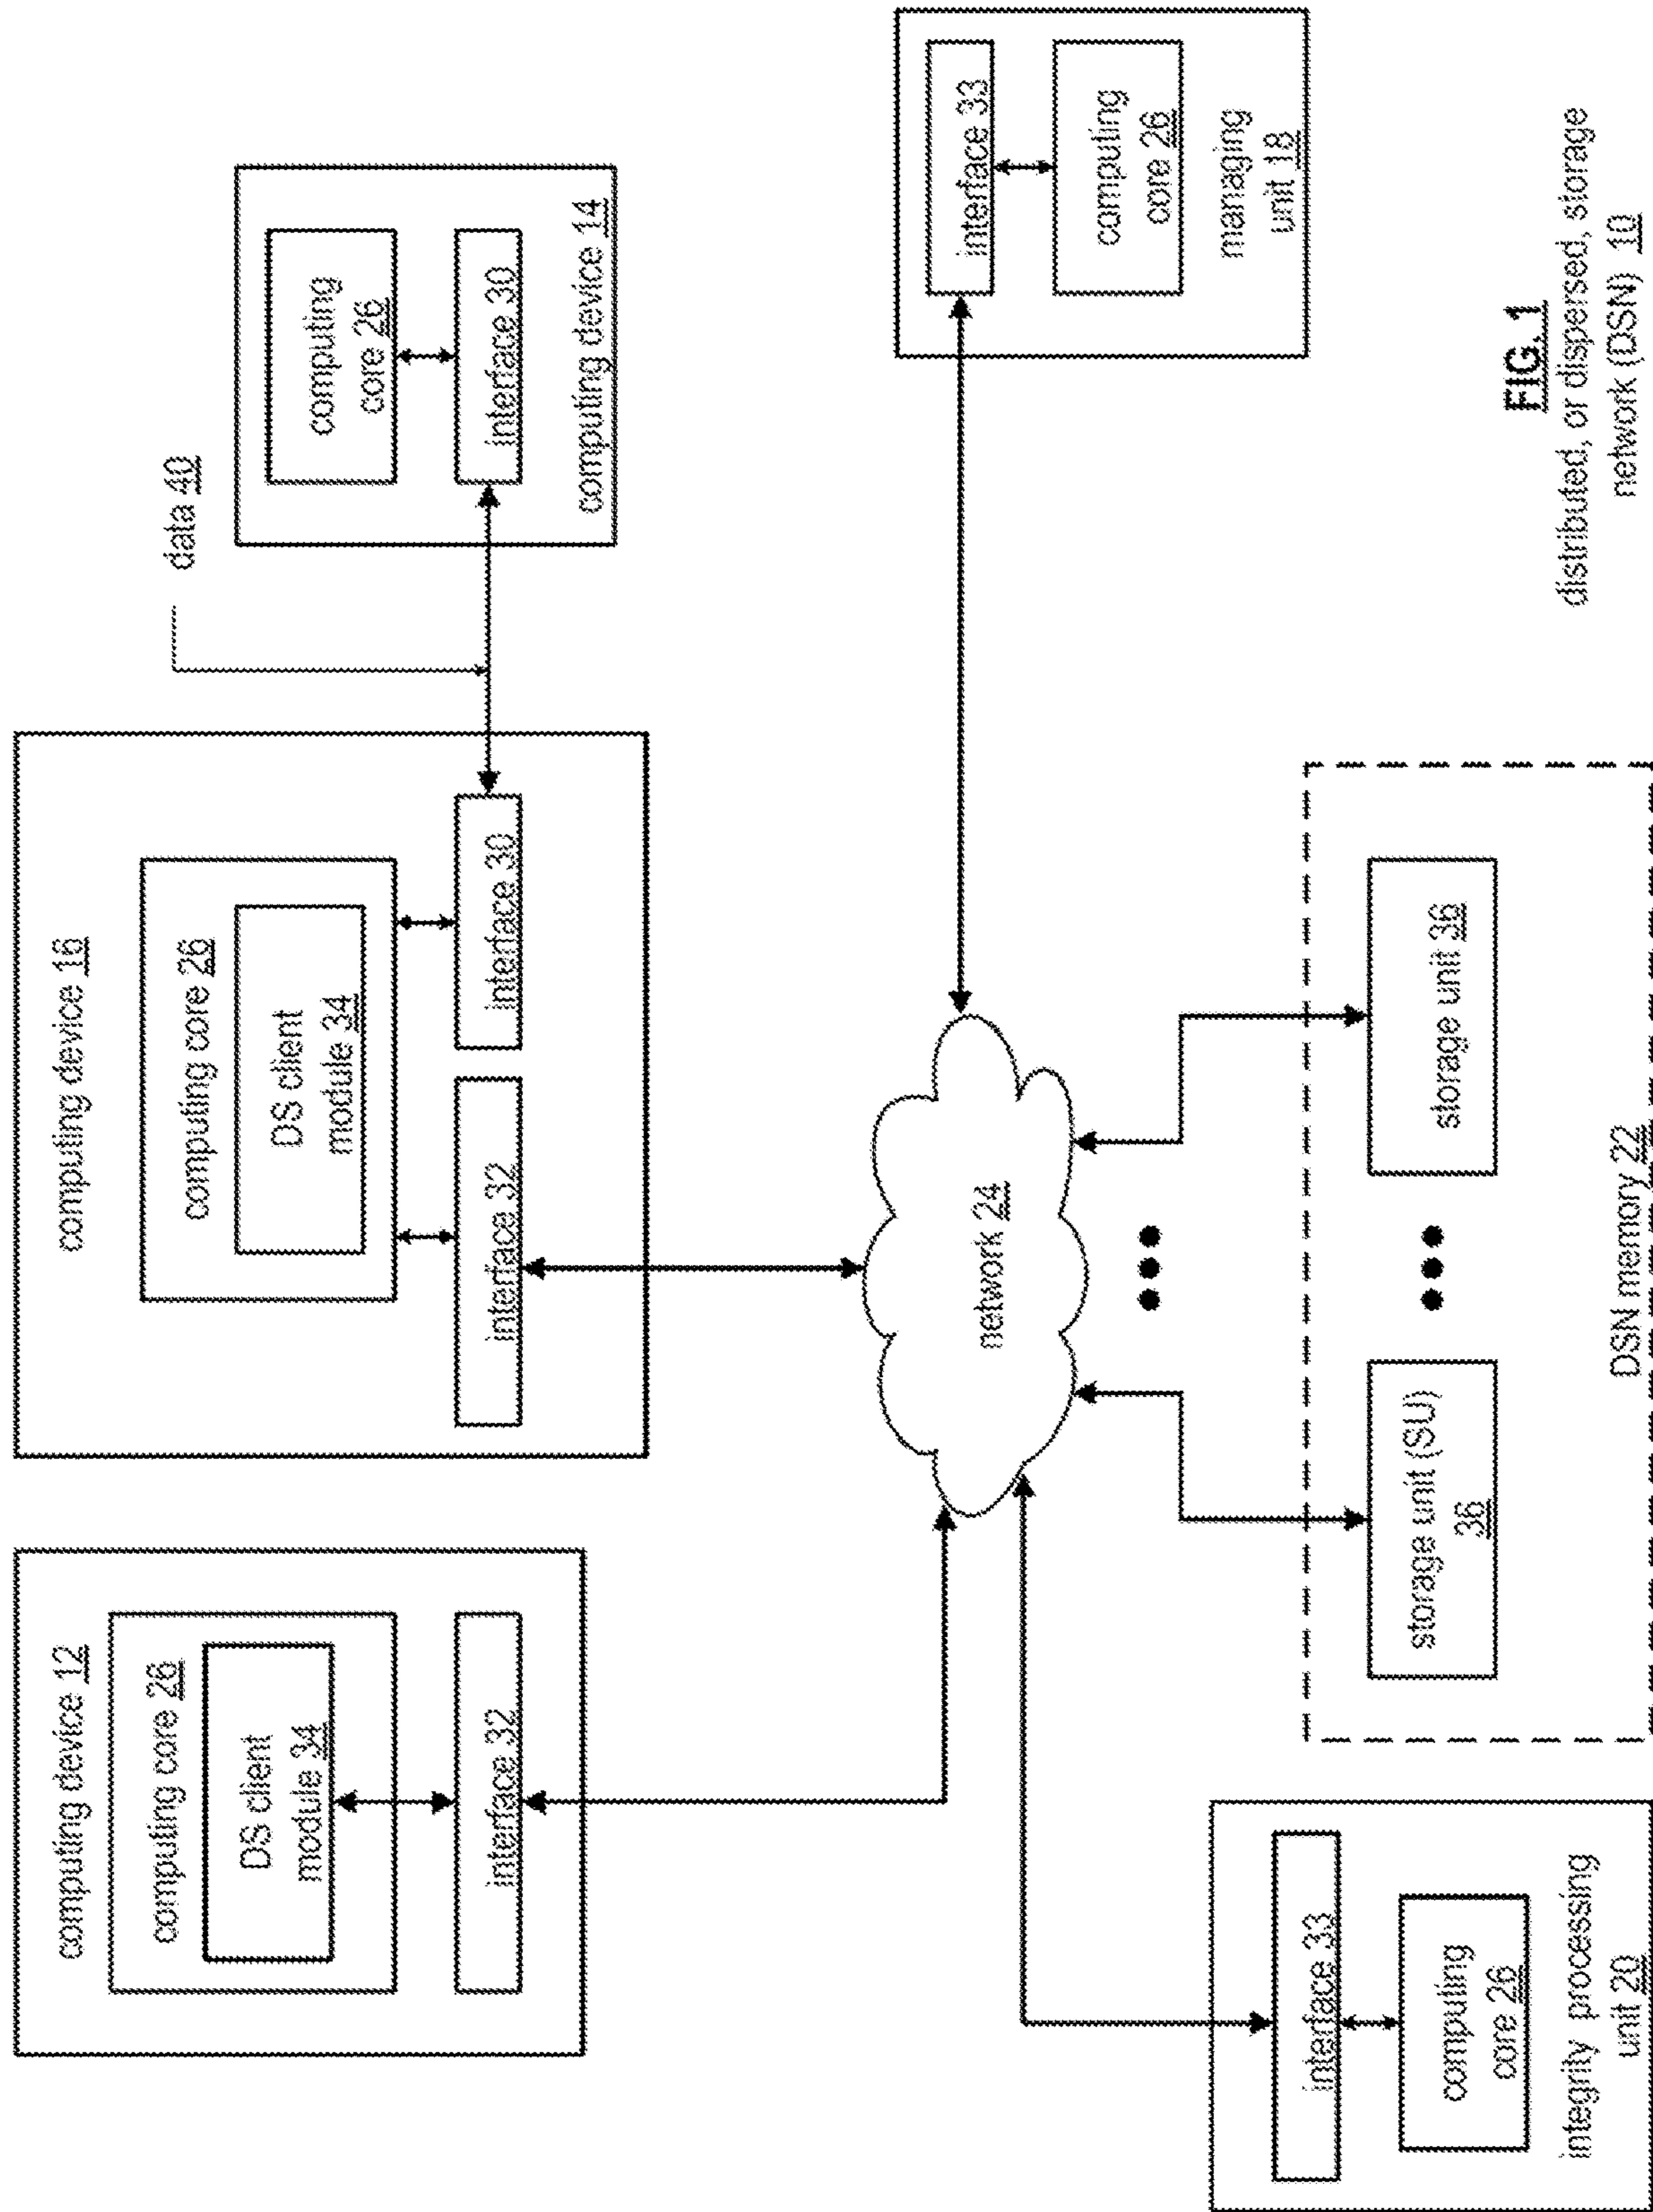 computing device 12
computing core 26
DS client
module 34
interface 32
computing device 16
computing core 26
DS client
module 34
interface 32
interface 30
data 40
computing
core 26
interface 30
computing device 14
network 24
interface 33
computing
core 26
managing
unit 18
interface 33
computing
core 26
integrity processing
unit 20
storage unit (SU)
36
storage unit 36
DSN memory 22
FIG. 1
distributed, or dispersed, storage
network (DSN) 10